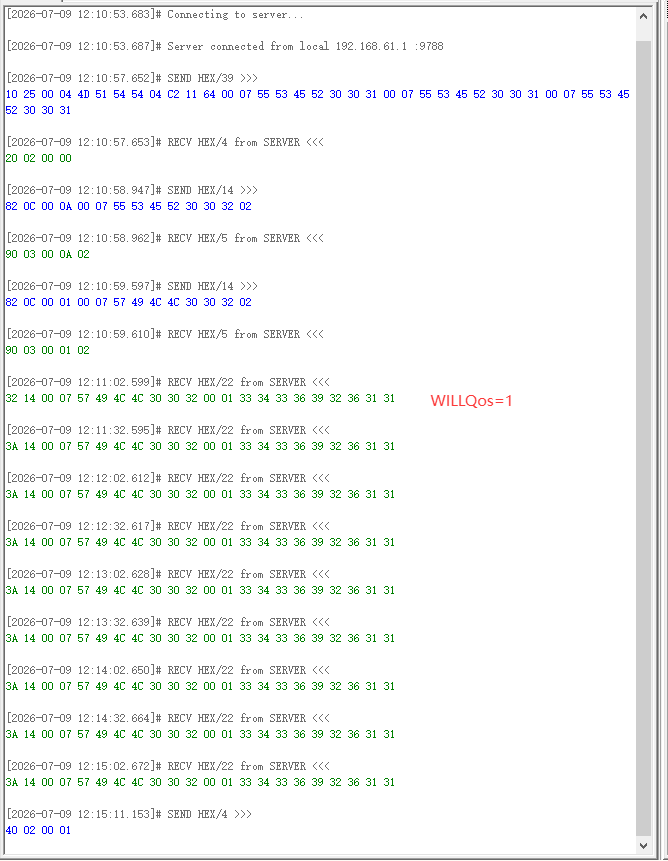 [2026-07-09 12:10:53.683]# Connecting to server...
[2026-07-09 12:10:53.687]# Server connected from local 192.168.61.1 :9788
[2026-07-09 12:10:57.652]# SEND HEX/39 >>>
10 25 00 04 4D 51 54 54 04 C2 11 64 00 07 55 53 45 52 30 30 31 00 07 55 53 45 52 30 30 31 00 07 55 53 45
52 30 30 31
[2026-07-09 12:10:57.653]# RECV HEX/4 from SERVER <<<
20 02 00 00
[2026-07-09 12:10:58.947]# SEND HEX/14 >>>
82 0C 00 0A 00 07 55 53 45 52 30 30 32 02
[2026-07-09 12:10:58.962]# RECV HEX/5 from SERVER <<<
90 03 00 0A 02
[2026-07-09 12:10:59.597]# SEND HEX/14 >>>
82 0C 00 01 00 07 57 49 4C 4C 30 30 32 02
[2026-07-09 12:10:59.610]# RECV HEX/5 from SERVER <<<
90 03 00 01 02
[2026-07-09 12:11:02.599]# RECV HEX/22 from SERVER <<<
32 14 00 07 57 49 4C 4C 30 30 32 00 01 33 34 33 36 39 32 36 31 31 WILLQos=1
[2026-07-09 12:11:32.595]# RECV HEX/22 from SERVER <<<
3A 14 00 07 57 49 4C 4C 30 30 32 00 01 33 34 33 36 39 32 36 31 31
[2026-07-09 12:12:02.612]# RECV HEX/22 from SERVER <<<
3A 14 00 07 57 49 4C 4C 30 30 32 00 01 33 34 33 36 39 32 36 31 31
[2026-07-09 12:12:32.617]# RECV HEX/22 from SERVER <<<
3A 14 00 07 57 49 4C 4C 30 30 32 00 01 33 34 33 36 39 32 36 31 31
[2026-07-09 12:13:02.628]# RECV HEX/22 from SERVER <<<
3A 14 00 07 57 49 4C 4C 30 30 32 00 01 33 34 33 36 39 32 36 31 31
[2026-07-09 12:13:32.639]# RECV HEX/22 from SERVER <<<
3A 14 00 07 57 49 4C 4C 30 30 32 00 01 33 34 33 36 39 32 36 31 31
[2026-07-09 12:14:02.650]# RECV HEX/22 from SERVER <<<
3A 14 00 07 57 49 4C 4C 30 30 32 00 01 33 34 33 36 39 32 36 31 31
[2026-07-09 12:14:32.664]# RECV HEX/22 from SERVER <<<
3A 14 00 07 57 49 4C 4C 30 30 32 00 01 33 34 33 36 39 32 36 31 31
[2026-07-09 12:15:02.672]# RECV HEX/22 from SERVER <<<
3A 14 00 07 57 49 4C 4C 30 30 32 00 01 33 34 33 36 39 32 36 31 31
[2026-07-09 12:15:11.153]# SEND HEX/4 >>>
40 02 00 01